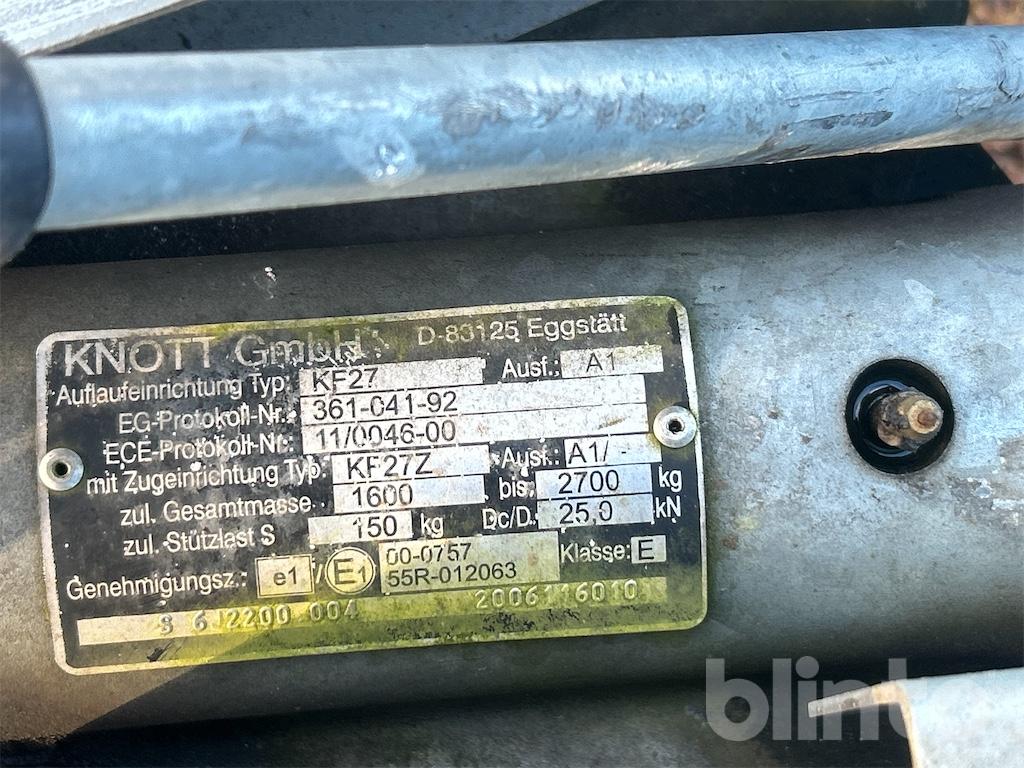 KNOTT GmbH D-83125 Eggstätt
Auflaufeinrichtung Typ: KF27 Ausf.: A1
EG-Protokoll-Nr.: 361-041-92
ECE-Protokoll-Nr.: 11/0046-00
mit Zugeinrichtung Typ: KF27Z Ausf.: A1/ -
zul. Gesamtmasse 1600 bis 2700 kg
zul. Stützlast S 150 kg Dc/D. 25,0 kN
Genehmigungsz.: e1 / E1 00-0757 Klasse: E
55R-012063
S 6J2200 004 2006116010
blinto